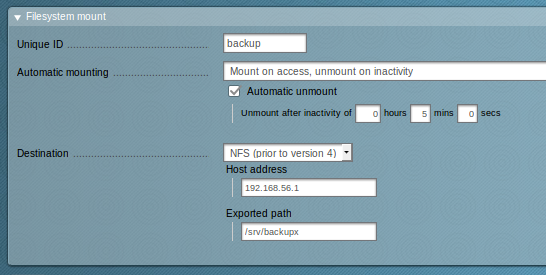 Filesystem mount
Unique ID backup
Automatic mounting Mount on access, unmount on inactivity
Automatic unmount
Unmount after inactivity of 0 hours 5 mins 0 secs
Destination NFS (prior to version 4)
Host address
192.168.56.1
Exported path
/srv/backupx